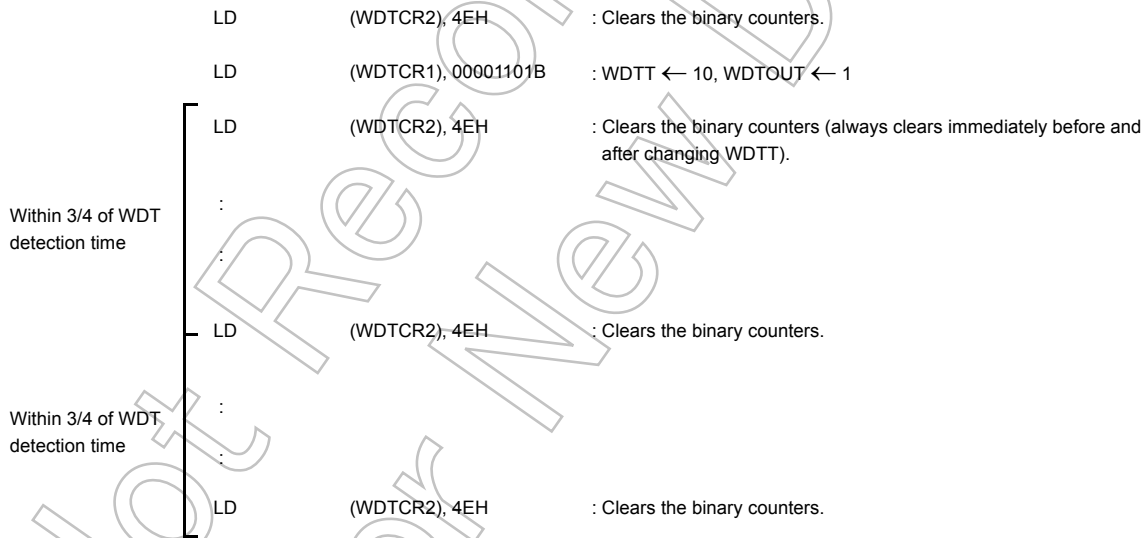 LD (WDTCR2), 4EH : Clears the binary counters.
LD (WDTCR1), 00001101B : WDTT ← 10, WDTOUT ← 1
LD (WDTCR2), 4EH : Clears the binary counters (always clears immediately before and
after changing WDTT).
:
Within 3/4 of WDT
detection time
:
LD (WDTCR2), 4EH : Clears the binary counters.
:
Within 3/4 of WDT
detection time
:
LD (WDTCR2), 4EH : Clears the binary counters.